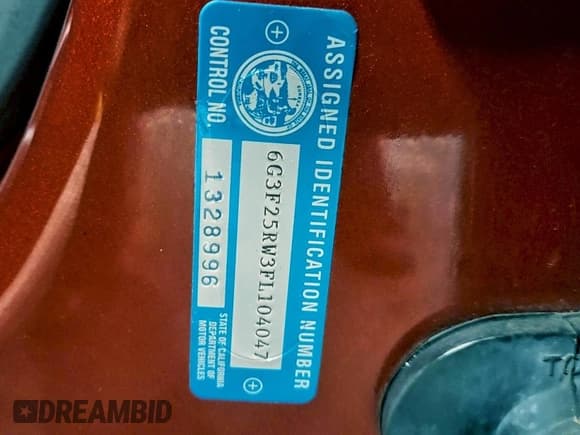 ASSIGNED IDENTIFICATION NUMBER
6G3F25RW3FL104047
CONTROL NO.
1328996
STATE OF CALIFORNIA
DEPARTMENT OF
MOTOR VEHICLES
DREAMBID